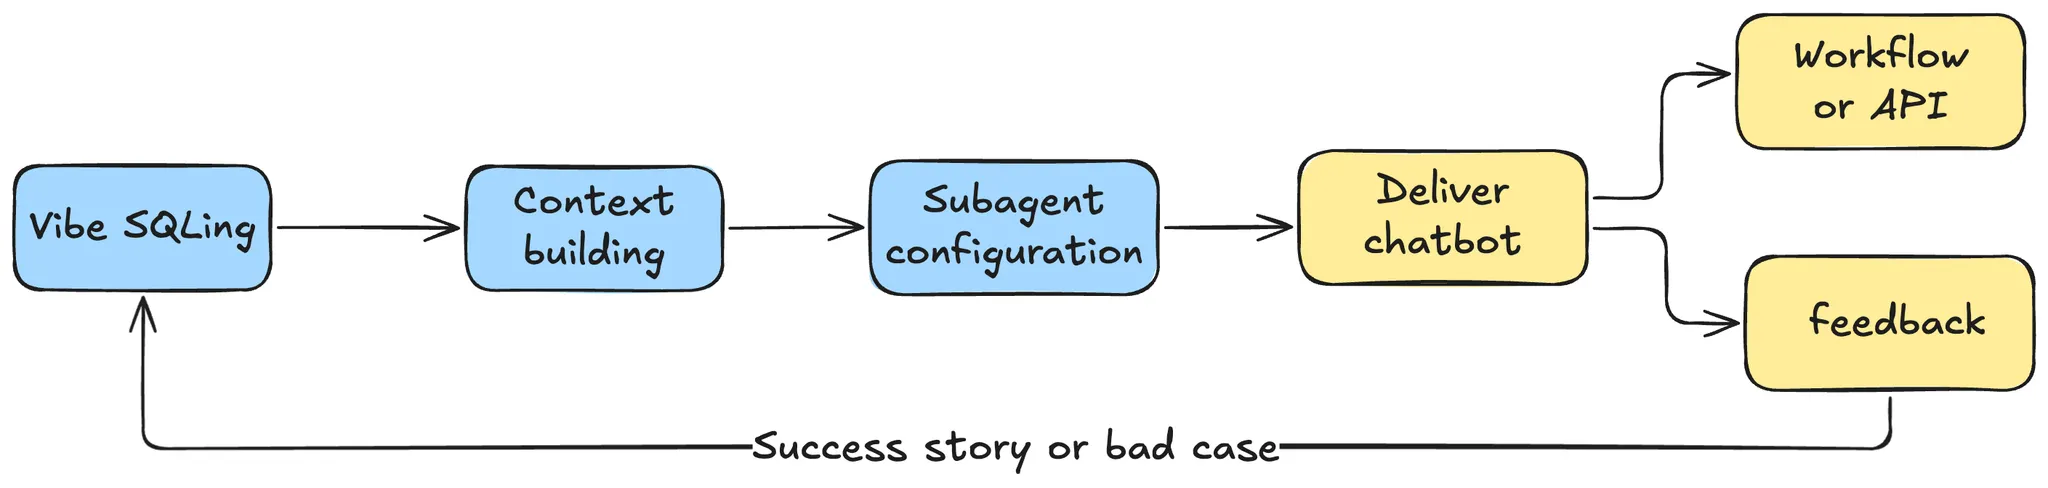 Vibe SQLing
Context
building
Subagent
configuration
Deliver
chatbot
Workflow
or API
feedback
Success story or bad case